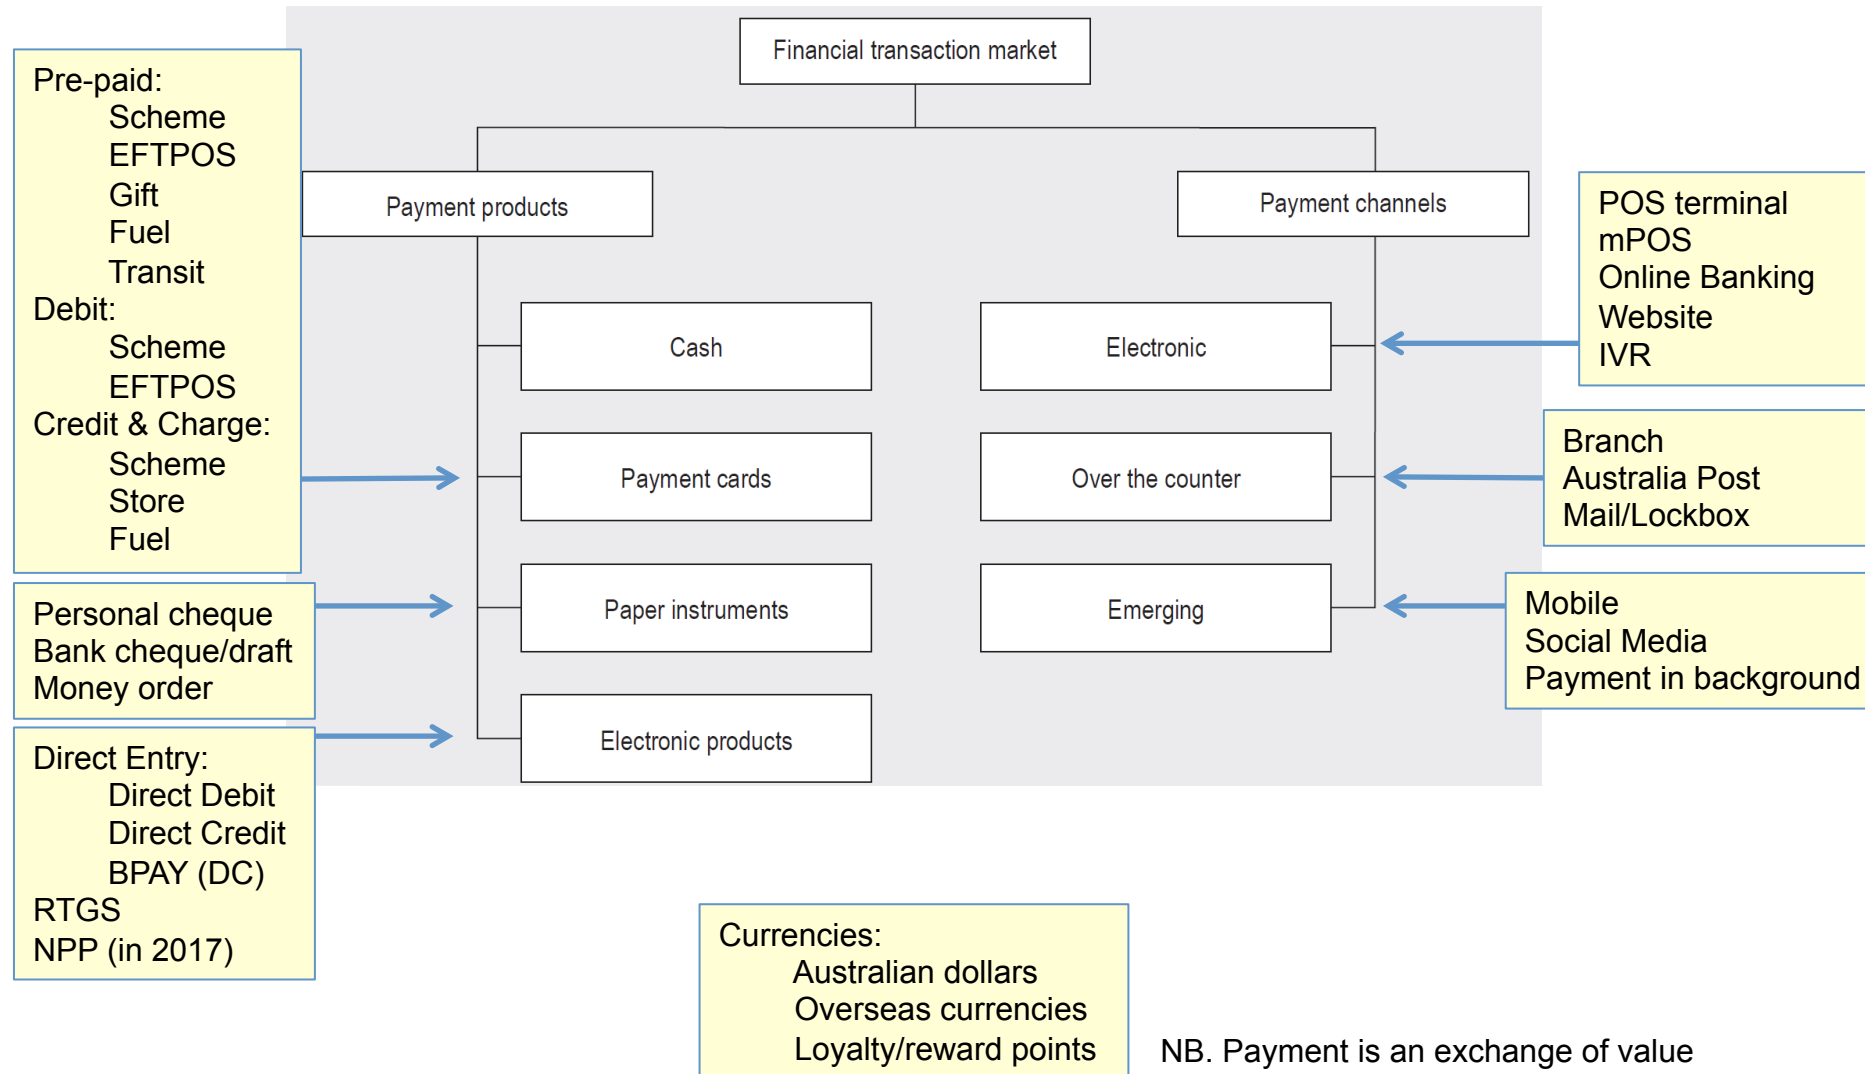 Financial transaction market
Pre-paid:
Scheme
EFTPOS
Gift
Fuel
Transit
Debit:
Scheme
EFTPOS
Credit & Charge:
Scheme
Store
Fuel
Personal cheque
Bank cheque/draft
Money order
Direct Entry:
Direct Debit
Direct Credit
BPAY (DC)
RTGS
NPP (in 2017)
Payment products
Cash
Payment cards
Paper instruments
Electronic products
Payment channels
Electronic
Over the counter
Emerging
POS terminal
mPOS
Online Banking
Website
IVR
Branch
Australia Post
Mail/Lockbox
Mobile
Social Media
Payment in background
Currencies:
Australian dollars
Overseas currencies
Loyalty/reward points
NB. Payment is an exchange of value